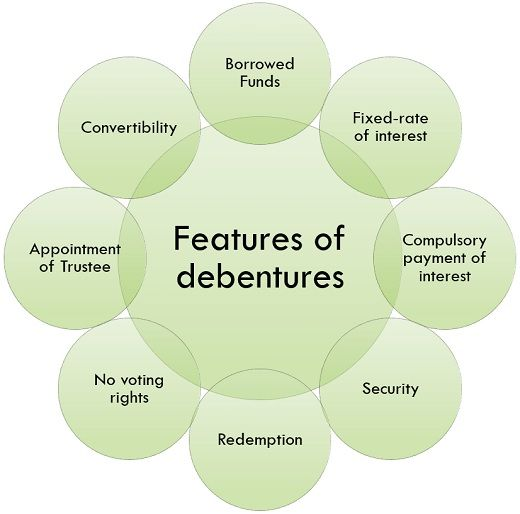 Borrowed
Funds
Fixed-rate
of interest
Compulsory
payment of
interest
Security
Redemption
No voting
rights
Appointment
of Trustee
Convertibility
Features of
debentures